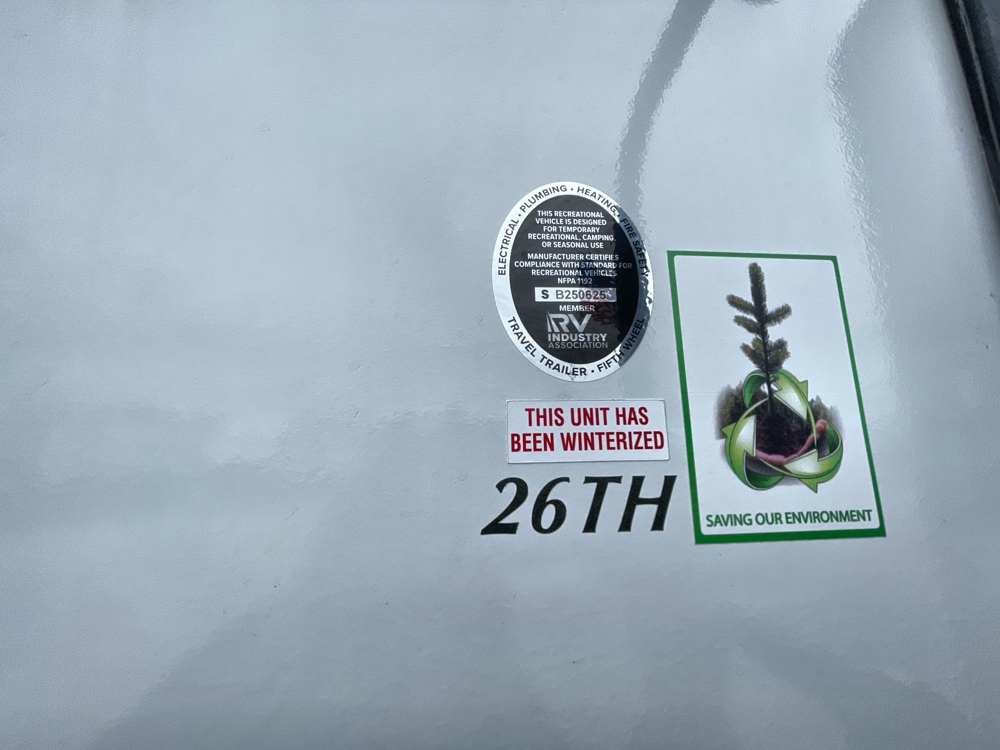 ELECTRICAL • PLUMBING • HEATING • FIRE SAFETY
THIS RECREATIONAL
VEHICLE IS DESIGNED
FOR TEMPORARY
RECREATIONAL, CAMPING,
OR SEASONAL USE
MANUFACTURER CERTIFIES
COMPLIANCE WITH STANDARD FOR
RECREATIONAL VEHICLES
NFPA 1192
S B250625
MEMBER
RV
INDUSTRY
ASSOCIATION
TRAVEL TRAILER • FIFTH WHEEL
THIS UNIT HAS
BEEN WINTERIZED
26TH
SAVING OUR ENVIRONMENT